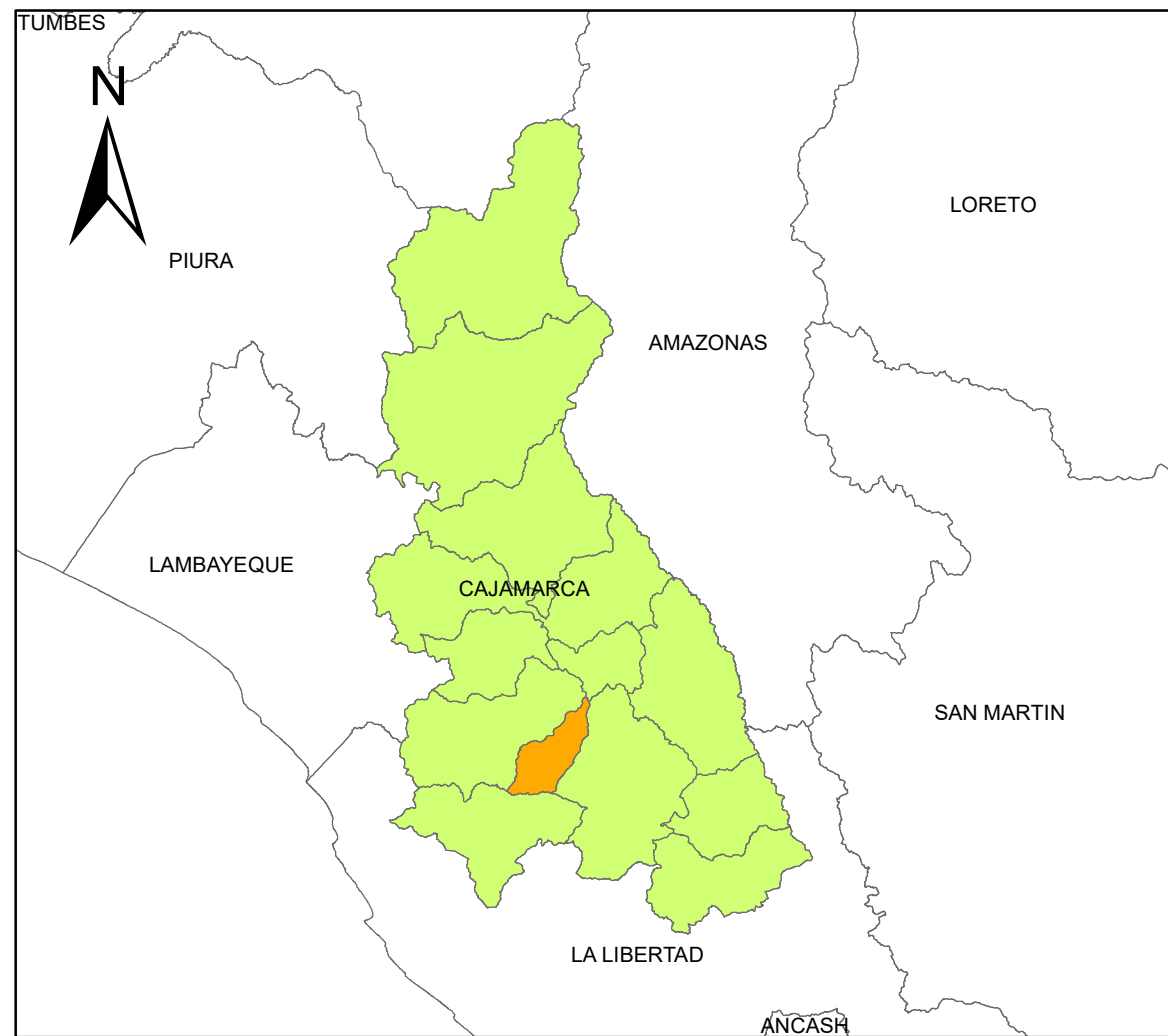 TUMBES
N
LORETO
PIURA
AMAZONAS
LAMBAYEQUE
CAJAMARCA
SAN MARTIN
LA LIBERTAD
ANCASH